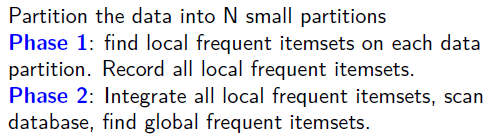 Partition the data into N small partitions
Phase 1: find local frequent itemsets on each data
partition. Record all local frequent itemsets.
Phase 2: Integrate all local frequent itemsets, scan
database, find global frequent itemsets.